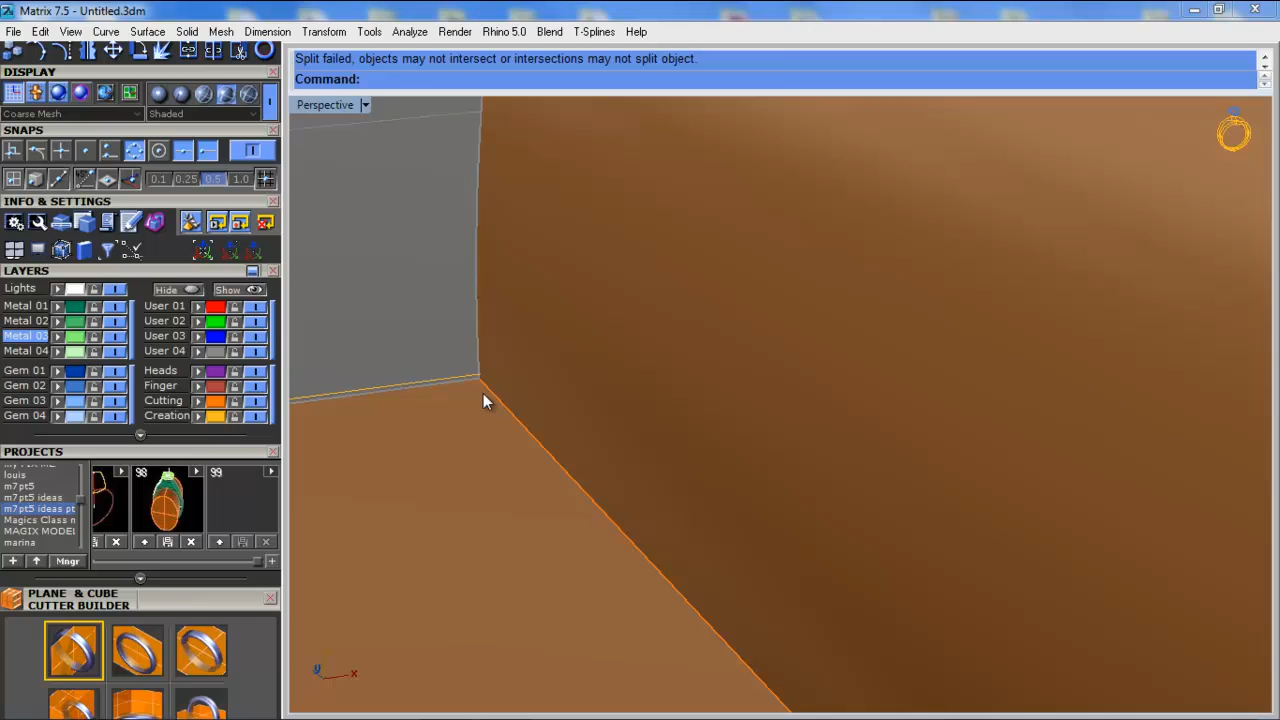 Matrix 7.5 - Untitled.3dm
File Edit View Curve Surface Solid Mesh Dimension Transform Tools Analyze Render Rhino 5.0 Blend T-Splines Help
Split failed, objects may not intersect or intersections may not split object.
Command:
DISPLAY
Coarse Mesh Shaded
Perspective
SNAPS
0.1 0.25 0.5 1.0
INFO & SETTINGS
LAYERS
Lights Hide Show
Metal 01 User 01
Metal 02 User 02
Metal 03 User 03
Metal 04 User 04
Gem 01 Heads
Gem 02 Finger
Gem 03 Cutting
Gem 04 Creation
PROJECTS
louis
m7pt5
m7pt5 ideas
m7pt5 ideas pt
Magics Class n
MAGIX MODEL
marina
98 99
Mngr
PLANE & CUBE
CUTTER BUILDER
y x